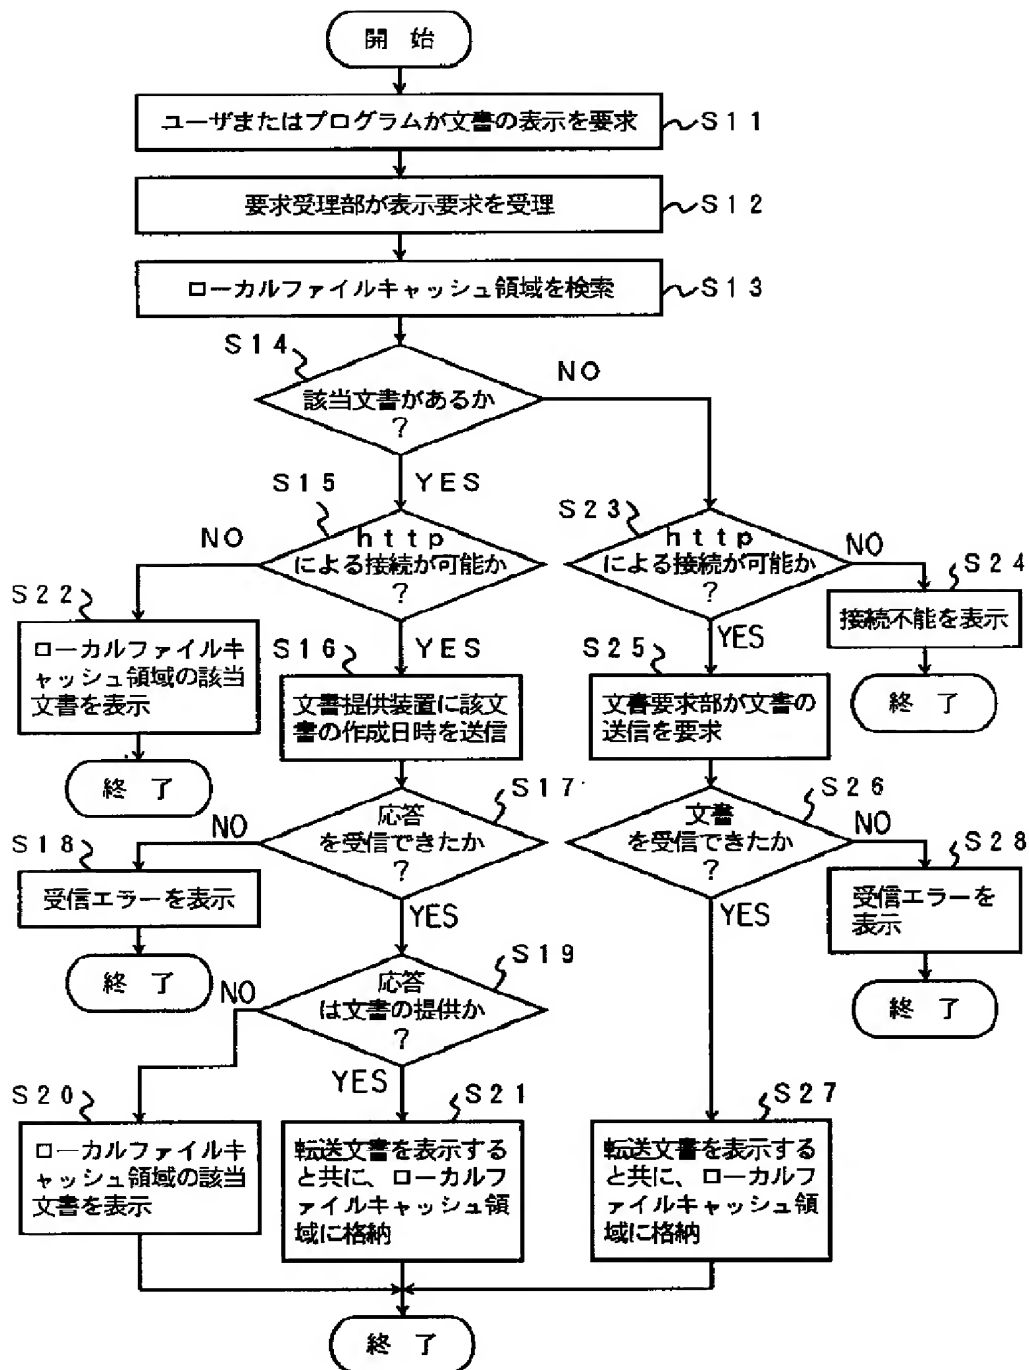 開 始
ユーザまたはプログラムが文書の表示を要求
S11
要求受理部が表示要求を受理
S12
ローカルファイルキャッシュ領域を検索
S13
S14
該当文書があるか
?
NO
YES
S15
http
による接続が可能か
?
NO
YES
S22
ローカルファイルキ
ャッシュ領域の該当
文書を表示
終 了
S16
文書提供装置に該文
書の作成日時を送信
S17
応答
を受信できたか
?
NO
YES
S18
受信エラーを表示
終 了
S19
応答
は文書の提供か
?
NO
YES
S20
ローカルファイルキ
ャッシュ領域の該当
文書を表示
S21
転送文書を表示する
と共に、ローカルフ
ァイルキャッシュ領
域に格納
S23
http
による接続が可能か
?
NO
YES
S24
接続不能を表示
終 了
S25
文書要求部が文書の
送信を要求
S26
文書
を受信できたか
?
NO
YES
S28
受信エラーを
表示
終 了
S27
転送文書を表示する
と共に、ローカルフ
ァイルキャッシュ領
域に格納
終 了